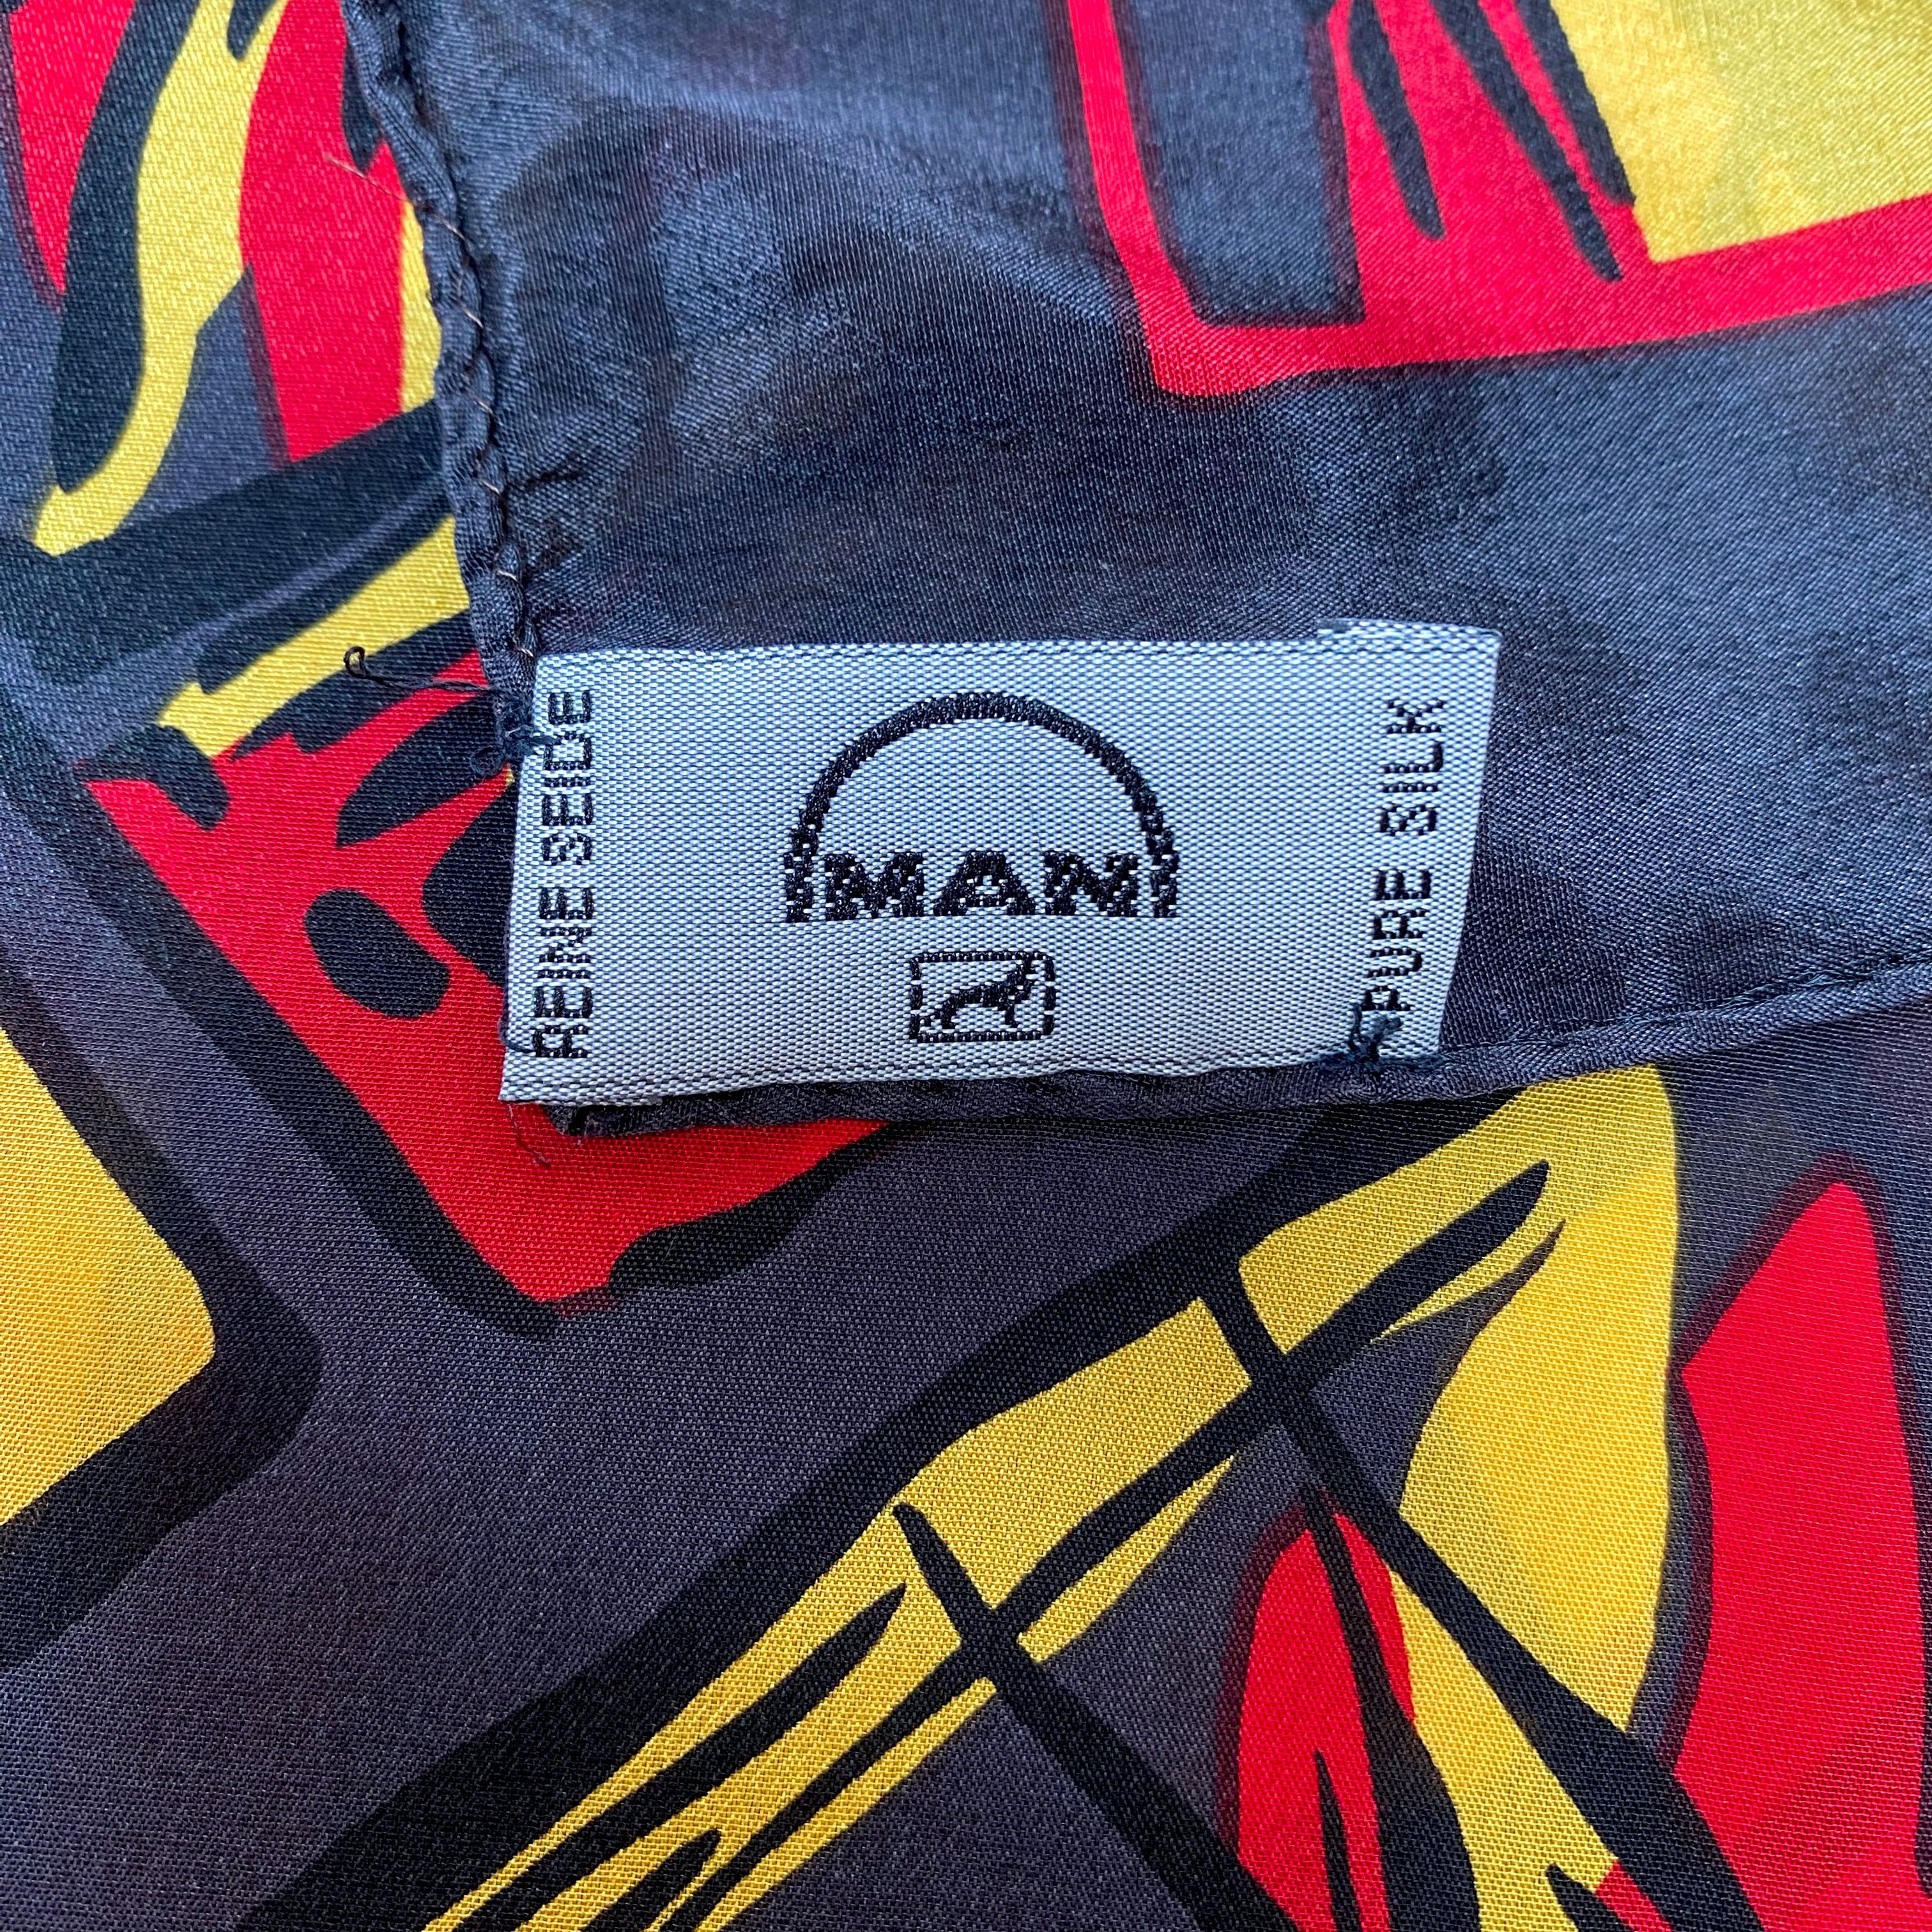 REINE SEIDE
MAN
PURE SILK